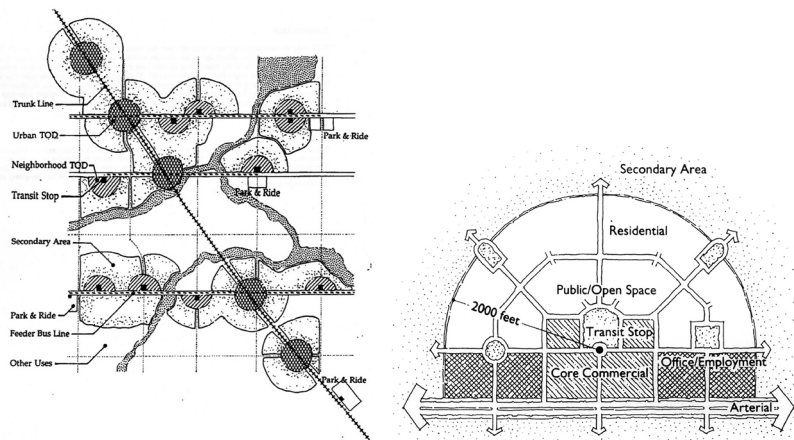 Trunk Line
Urban TOD
Park & Ride
Neighborhood TOD
Transit Stop
Park & Ride
Secondary Area
Park & Ride
Feeder Bus Line
Other Uses
Park & Ride
Secondary Area
Residential
Public/Open Space
2000 feet
Transit Stop
Core Commercial
Office/Employment
Arterial